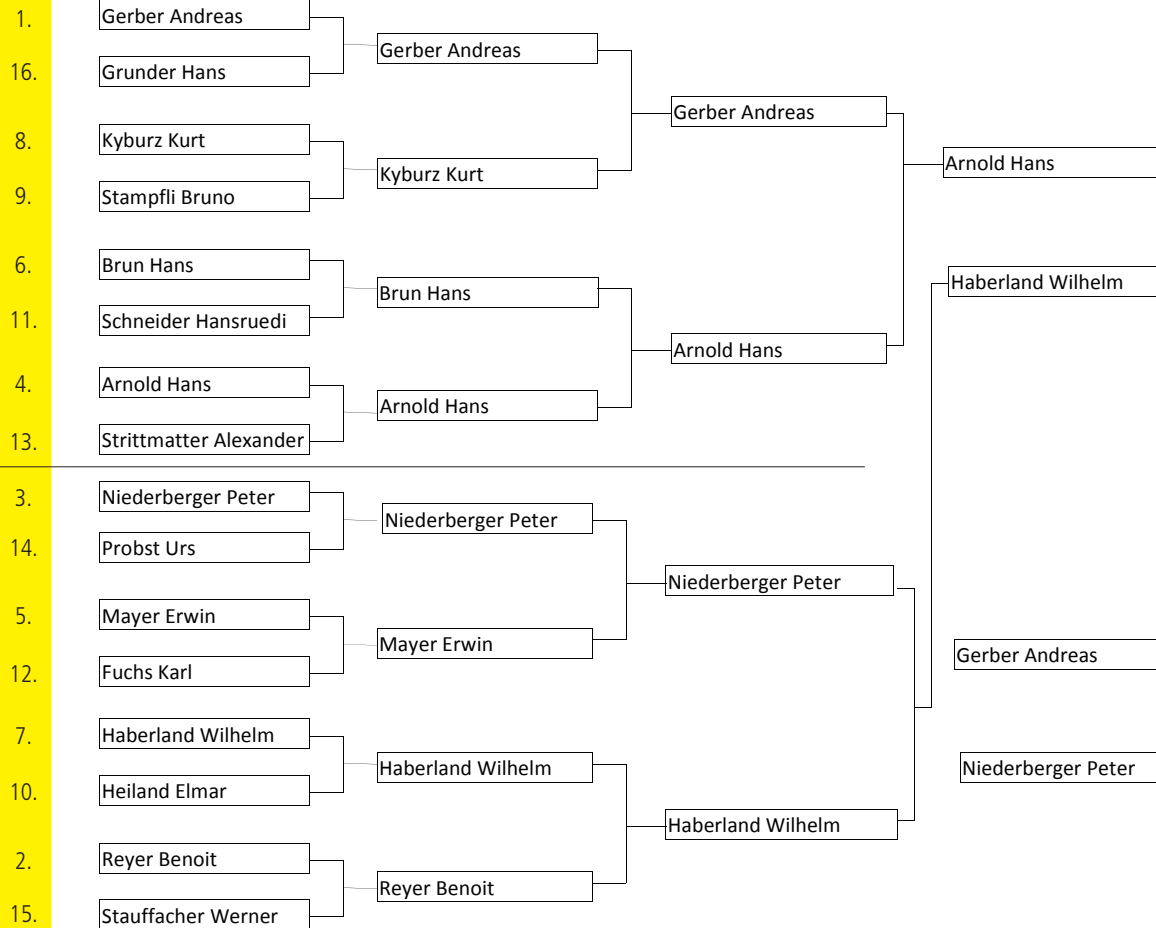 1. Gerber Andreas
16. Grunder Hans
8. Kyburz Kurt
9. Stampfli Bruno
6. Brun Hans
11. Schneider Hansruedi
4. Arnold Hans
13. Strittmatter Alexander
3. Niederberger Peter
14. Probst Urs
5. Mayer Erwin
12. Fuchs Karl
7. Haberland Wilhelm
10. Heiland Elmar
2. Reyer Benoit
15. Stauffacher Werner
Gerber Andreas
Kyburz Kurt
Brun Hans
Arnold Hans
Niederberger Peter
Mayer Erwin
Haberland Wilhelm
Reyer Benoit
Gerber Andreas
Arnold Hans
Niederberger Peter
Haberland Wilhelm
Arnold Hans
Haberland Wilhelm
Gerber Andreas
Niederberger Peter